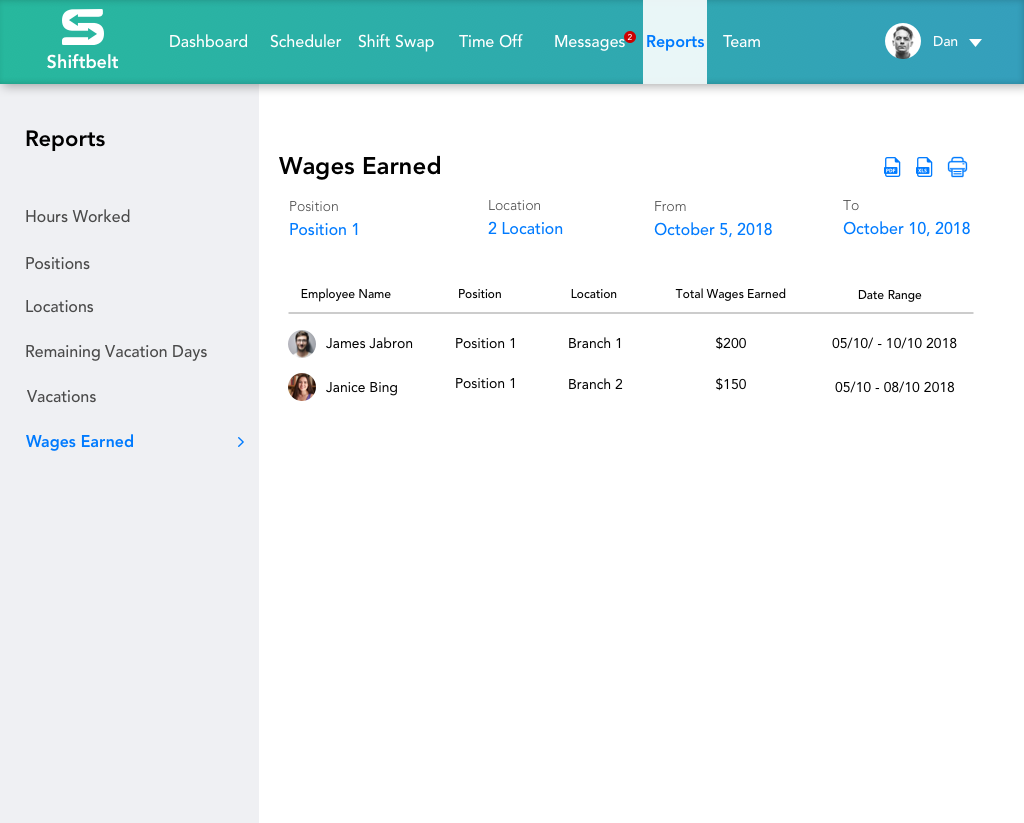 Shiftbelt
Dashboard Scheduler Shift Swap Time Off Messages 2 Reports Team Dan
Reports
Hours Worked
Positions
Locations
Remaining Vacation Days
Vacations
Wages Earned
Wages Earned
PDF XLS
Position Location From To
Position 1 2 Location October 5, 2018 October 10, 2018
Employee Name Position Location Total Wages Earned Date Range
James Jabron Position 1 Branch 1 $200 05/10/ - 10/10 2018
Janice Bing Position 1 Branch 2 $150 05/10 - 08/10 2018